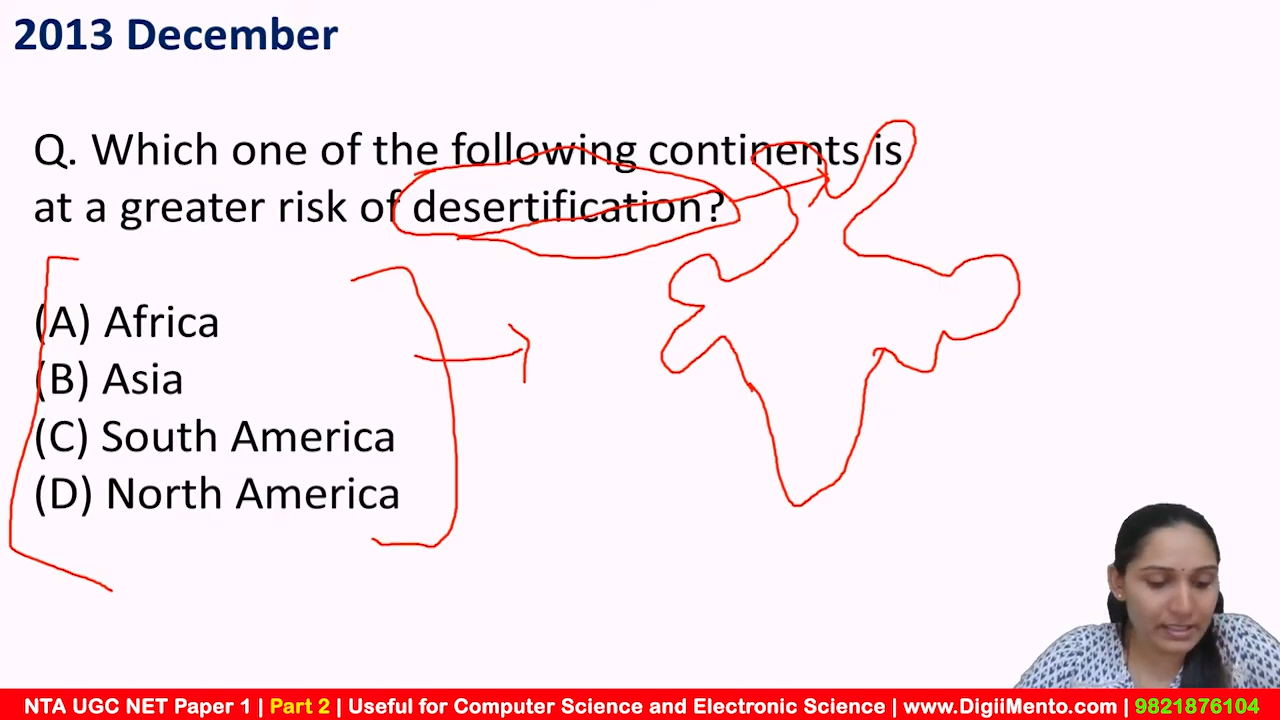 2013 December
Q. Which one of the following continents is
at a greater risk of desertification?
(A) Africa
(B) Asia
(C) South America
(D) North America
NTA UGC NET Paper 1 | Part 2 | Useful for Computer Science and Electronic Science | www.DigiiMento.com | 9821876104